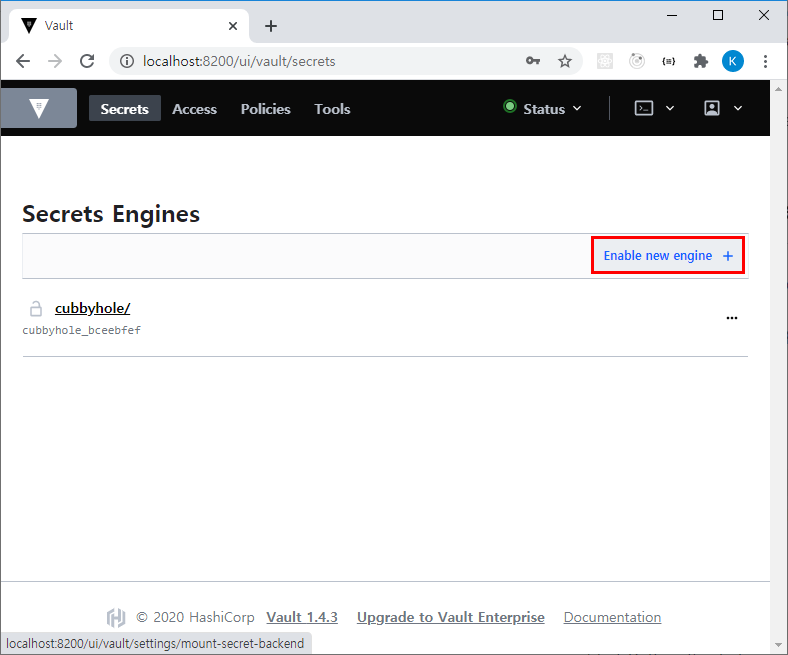 Vault
localhost:8200/ui/vault/secrets
K
Secrets Access Policies Tools Status
Secrets Engines
Enable new engine +
cubbyhole/
cubbyhole_bceebfef
© 2020 HashiCorp Vault 1.4.3 Upgrade to Vault Enterprise Documentation
localhost:8200/ui/vault/settings/mount-secret-backend